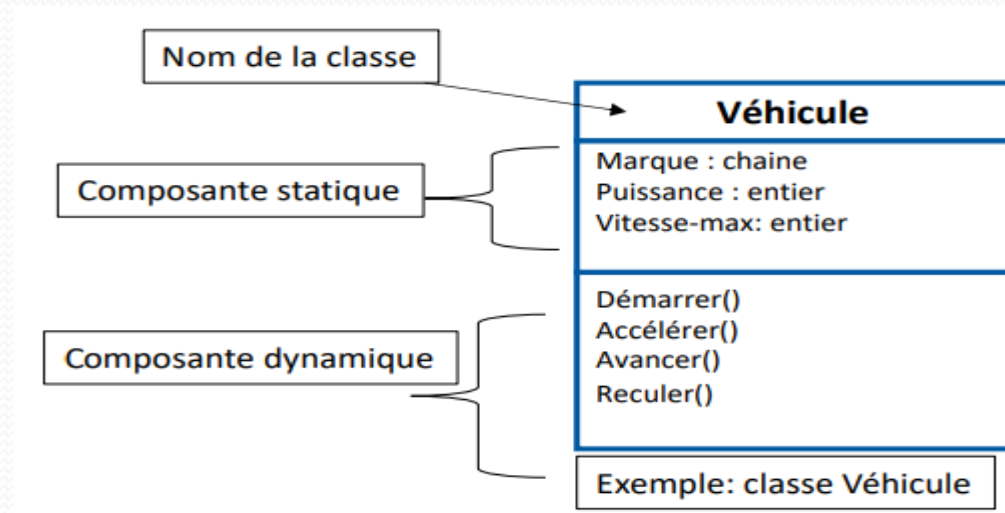 Nom de la classe
Véhicule
Composante statique
Marque : chaine
Puissance : entier
Vitesse-max: entier
Composante dynamique
Démarrer()
Accélérer()
Avancer()
Reculer()
Exemple: classe Véhicule